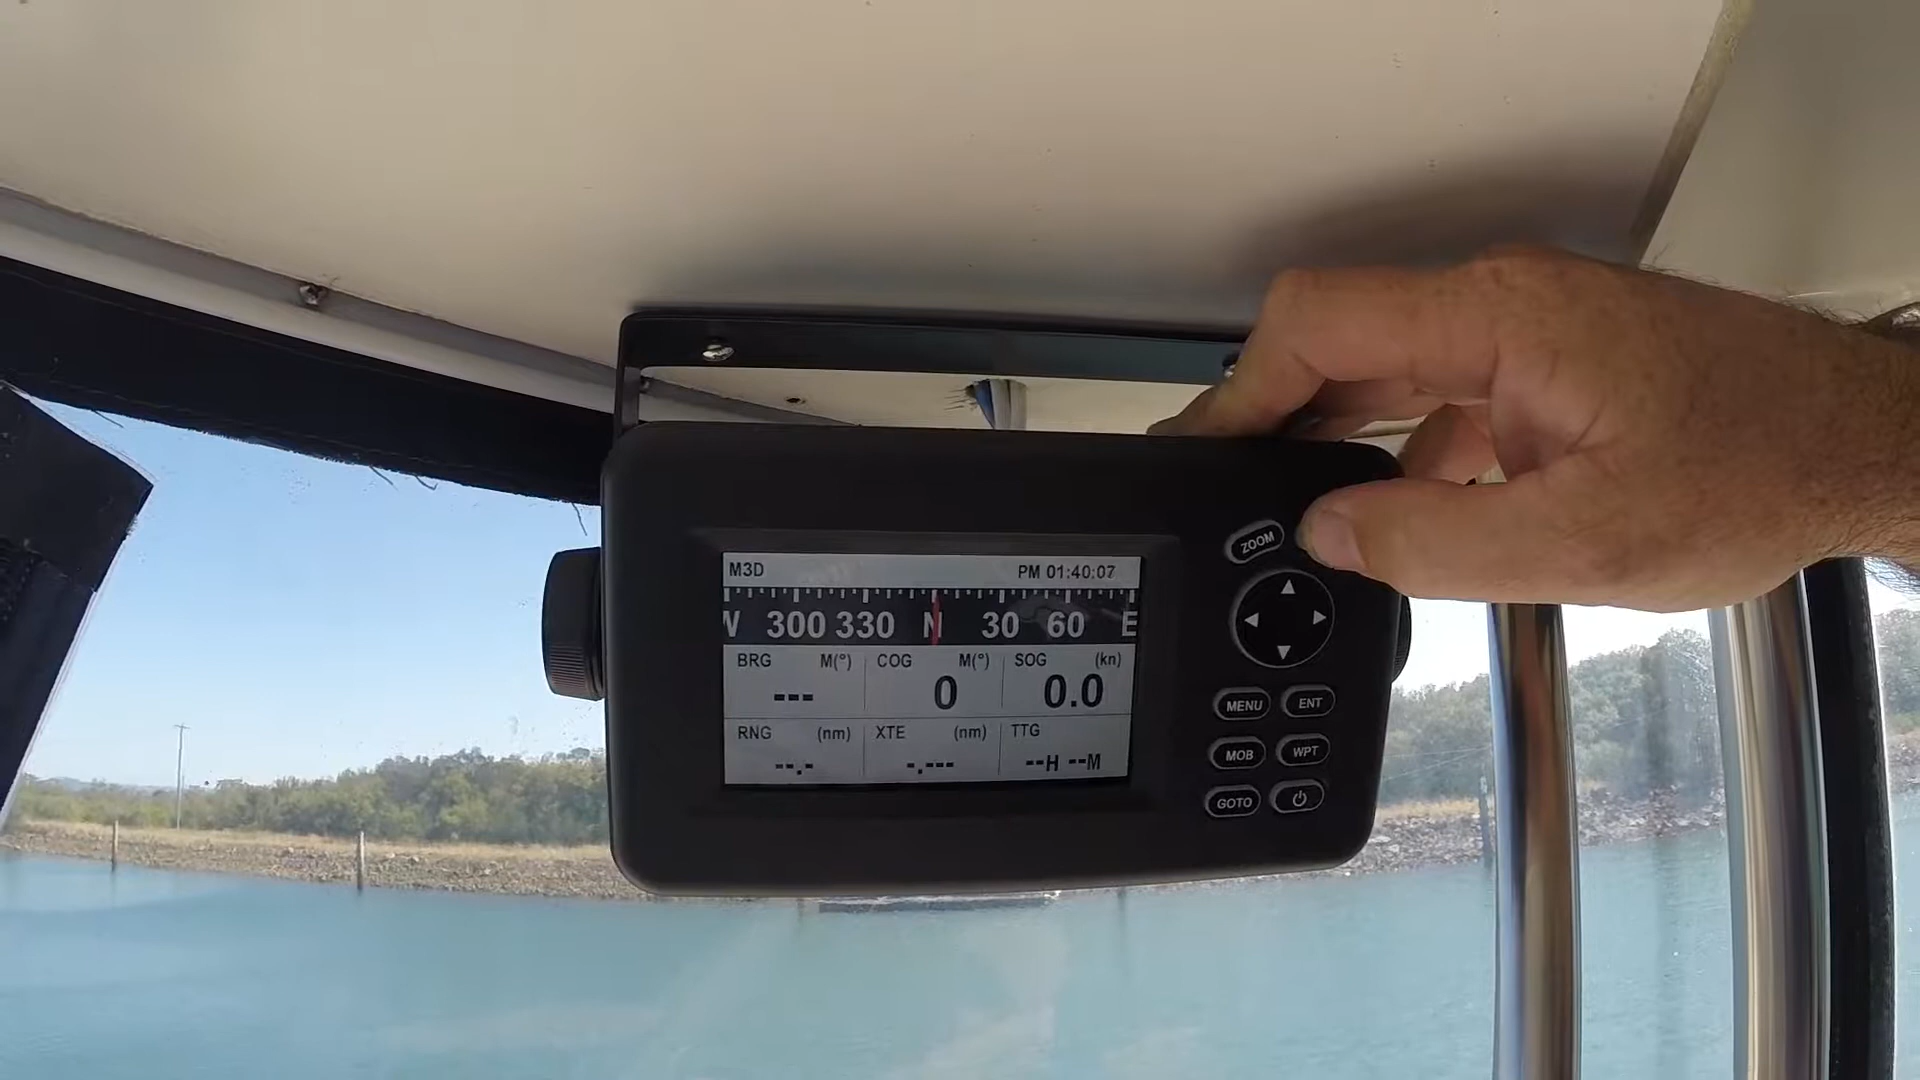 M3D PM 01:40:07
W 300 330 N 30 60 E
BRG M(°) COG M(°) SOG (kn)
--- 0 0.0
RNG (nm) XTE (nm) TTG
--.- -.--- --H --M
ZOOM
MENU ENT
MOB WPT
GOTO